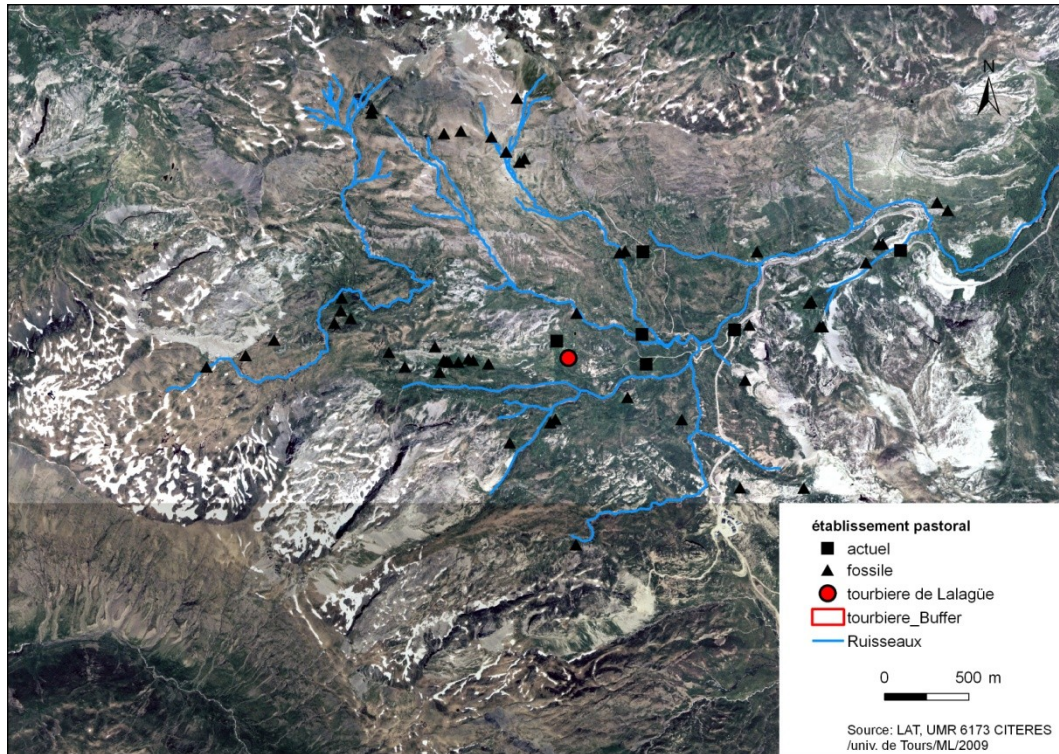 N
établissement pastoral
actuel
fossile
tourbiere de Lalagüe
tourbiere_Buffer
Ruisseaux
0 500 m
Source: LAT, UMR 6173 CITERES
/univ. de Tours/ML/2009